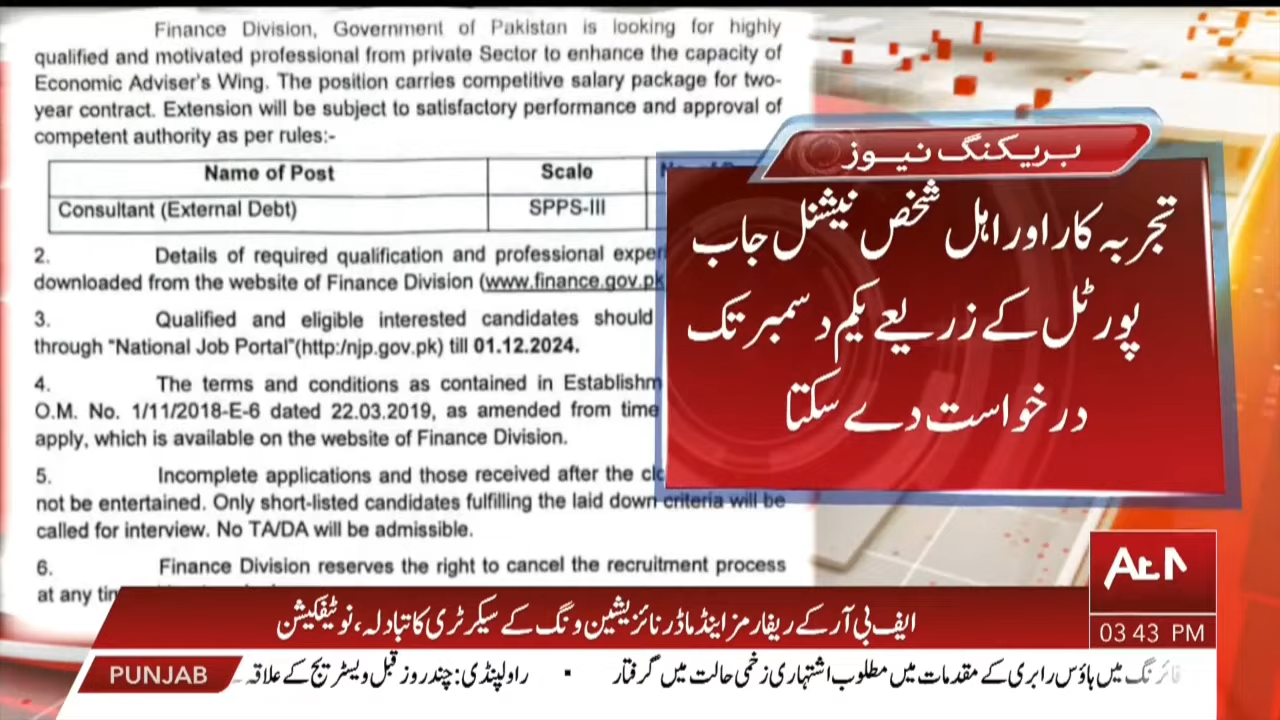 Finance Division, Government of Pakistan is looking for highly
qualified and motivated professional from private Sector to enhance the capacity of
Economic Adviser's Wing. The position carries competitive salary package for two-
year contract. Extension will be subject to satisfactory performance and approval of
competent authority as per rules:-
Name of Post Scale
Consultant (External Debt) SPPS-III
2. Details of required qualification and professional
downloaded from the website of Finance Division (www.finance.gov.pk
3. Qualified and eligible interested candidates should
through "National Job Portal"(http:/njp.gov.pk) till 01.12.2024.
4. The terms and conditions as contained in
O.M. No. 1/11/2018-E-6 dated 22.03.2019, as amended from time
apply, which is available on the website of Finance Division.
5. Incomplete applications and those received after the
not be entertained. Only short-listed candidates fulfilling the laid down criteria will be
called for interview. No TA/DA will be admissible.
6. Finance Division reserves the right to cancel the recruitment process
at any
بریکنگ نیوز
تجربہ کار اور اہل شخص نیشنل جاب
پورٹل کے زریعے یکم دسمبر تک
درخواست دے سکتا
03 43 PM
ایف بی آر کے ریفارمز اینڈ ماڈرنائزیشین ونگ کے سیکرٹری کا تبادلہ، نوٹیفکیشن
PUNJAB
فائرنگ میں ہاؤس رابری کے مقدمات میں مطلوب اشتہاری زخمی حالت میں گرفتار ▪ راولپنڈی: چند روز قبل ویسٹریج کے علاقہ